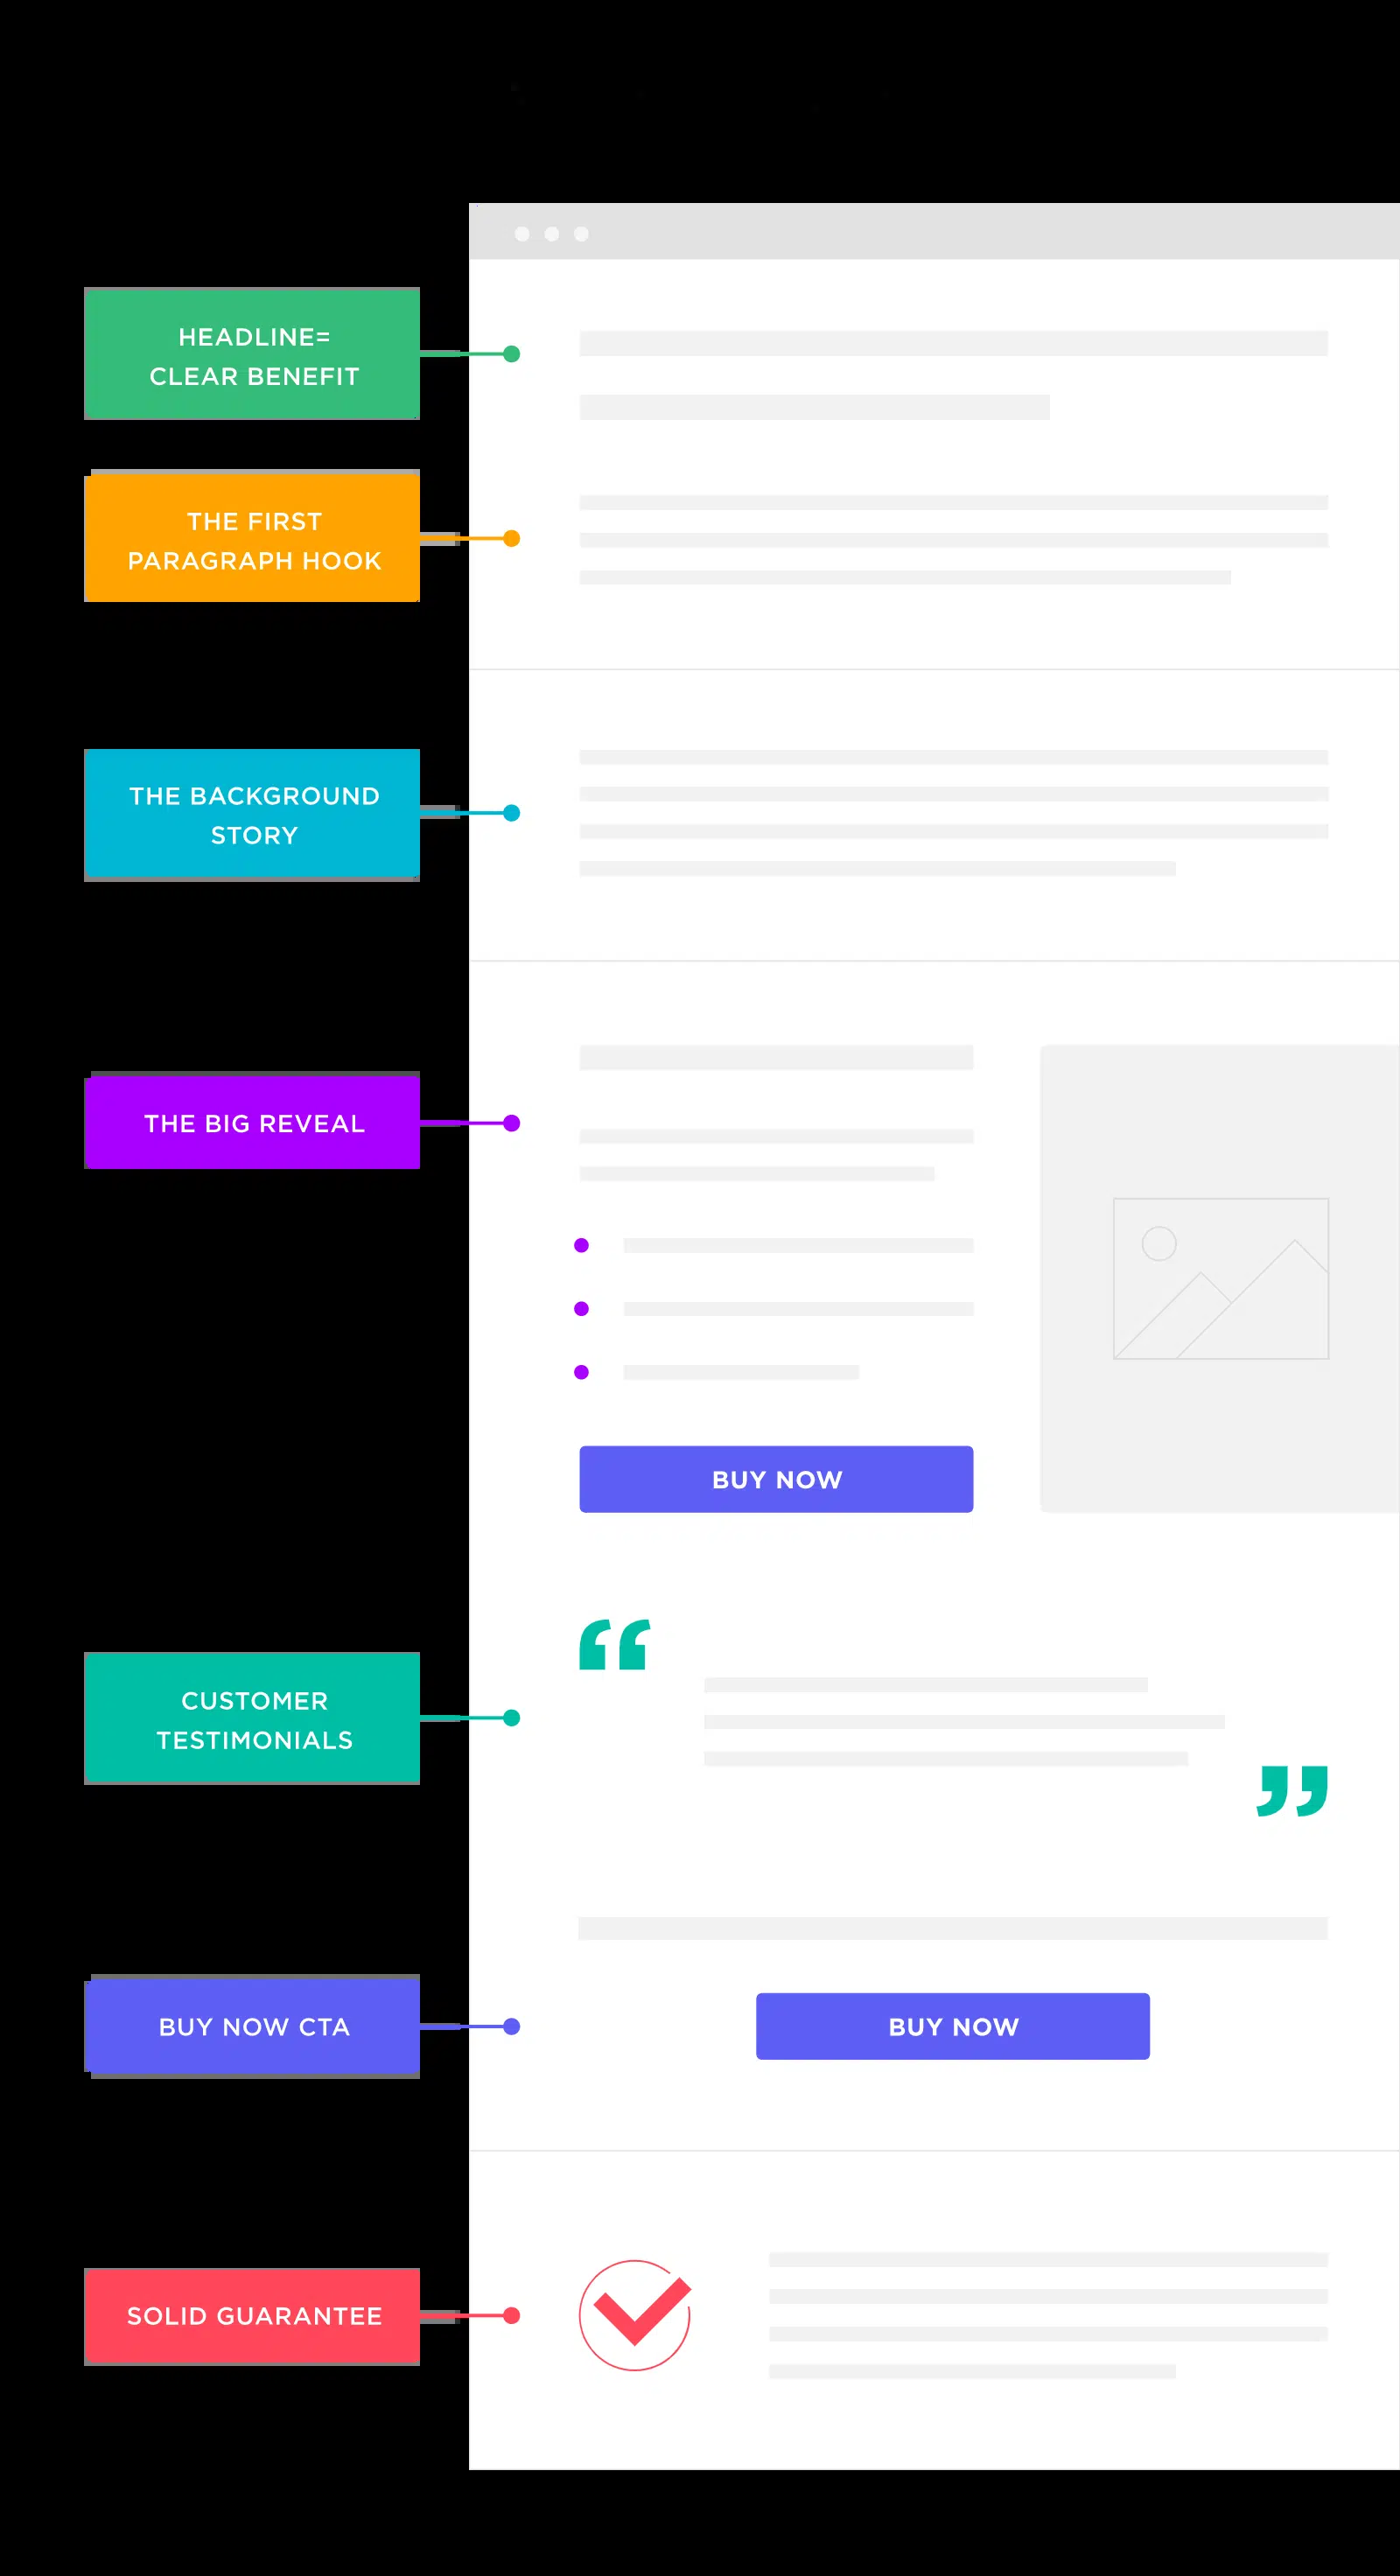 HEADLINE=
CLEAR BENEFIT
THE FIRST
PARAGRAPH HOOK
THE BACKGROUND
STORY
THE BIG REVEAL
BUY NOW
CUSTOMER
TESTIMONIALS
“
”
BUY NOW CTA
BUY NOW
SOLID GUARANTEE